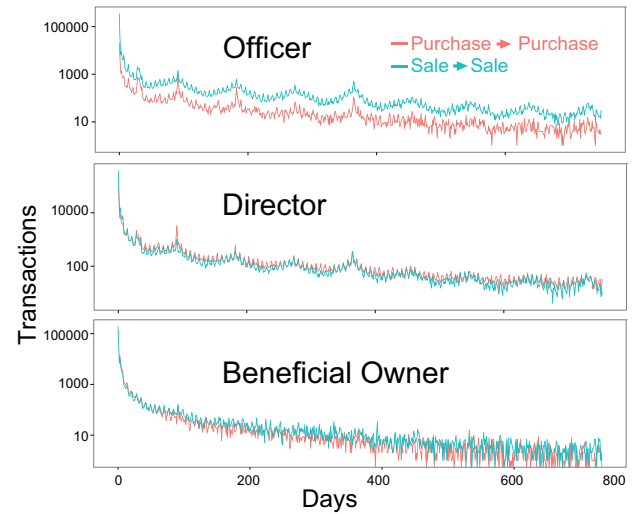 Transactions
100000
1000
10
Officer
Purchase → Purchase
Sale → Sale
10000
100
Director
100000
1000
10
Beneficial Owner
0 200 400 600 800
Days